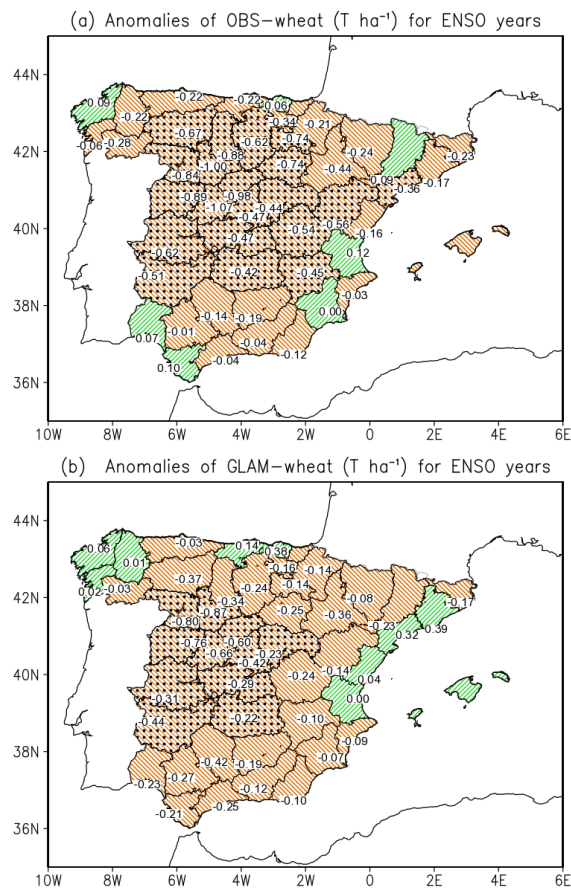 (a) Anomalies of OBS-wheat (T ha⁻¹) for ENSO years
44N
0.09 -0.22 -0.22 0.06
-0.22 -0.67 -0.62 -0.34 -0.21
-0.06 -0.28 -0.88 -0.74 -0.24 -0.23
42N
-0.84 -1.00 -0.74 -0.44 0.09 -0.36 -0.17
-0.89 -0.98
-1.07 -0.44
40N
-0.47 -0.54 -0.56 -0.16
-0.62 -0.47 0.12
-0.51 -0.42 -0.45
38N
-0.14 -0.19 0.00 -0.03
0.07 -0.01 -0.04 -0.12
0.10 -0.04
36N
10W 8W 6W 4W 2W 0 2E 4E 6E
(b) Anomalies of GLAM-wheat (T ha⁻¹) for ENSO years
44N
0.06 0.01 -0.03 0.14 0.38
0.02 -0.03 -0.37 -0.24 -0.16 -0.14 -0.08
-0.34 -0.14 -0.17
42N
-0.80 -0.87 -0.25 -0.36 -0.23 0.32 0.39
-0.76 -0.60
-0.66 -0.23
40N
-0.42 -0.24 -0.14 0.04
-0.31 -0.29 0.00
-0.44 -0.22 -0.10
38N
-0.42 -0.19 -0.07 -0.09
-0.23 -0.27 -0.12 -0.10
-0.21 -0.25
36N
10W 8W 6W 4W 2W 0 2E 4E 6E